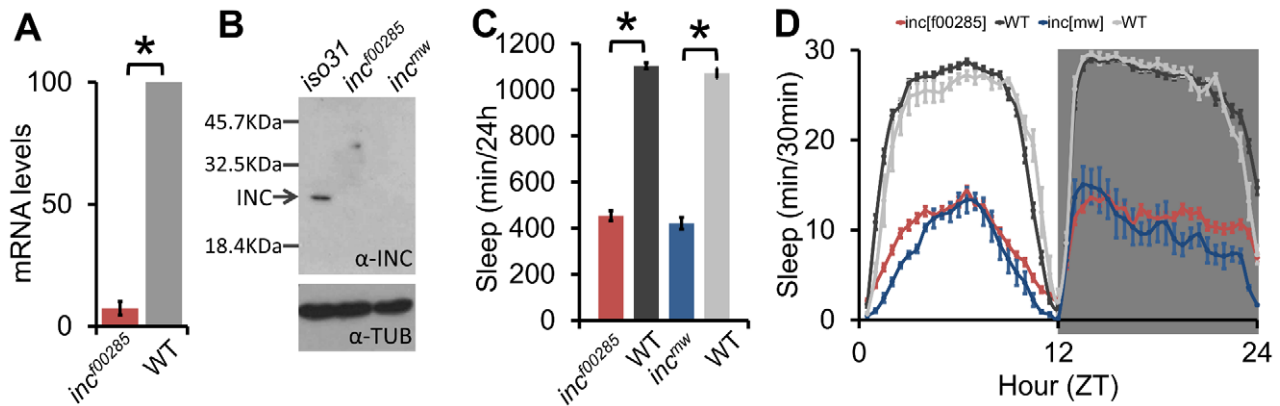 A
mRNA levels
100
50
0
*
inc^f00285
WT
B
iso31
inc^f00285
inc^mw
45.7KDa
32.5KDa
INC
18.4KDa
α-INC
α-TUB
C
Sleep (min/24h)
1200
1000
800
600
400
200
0
*
*
inc^f00285
WT
inc^mw
WT
D
inc[f00285] WT inc[mw] WT
Sleep (min/30min)
30
20
10
0
0 12 24
Hour (ZT)